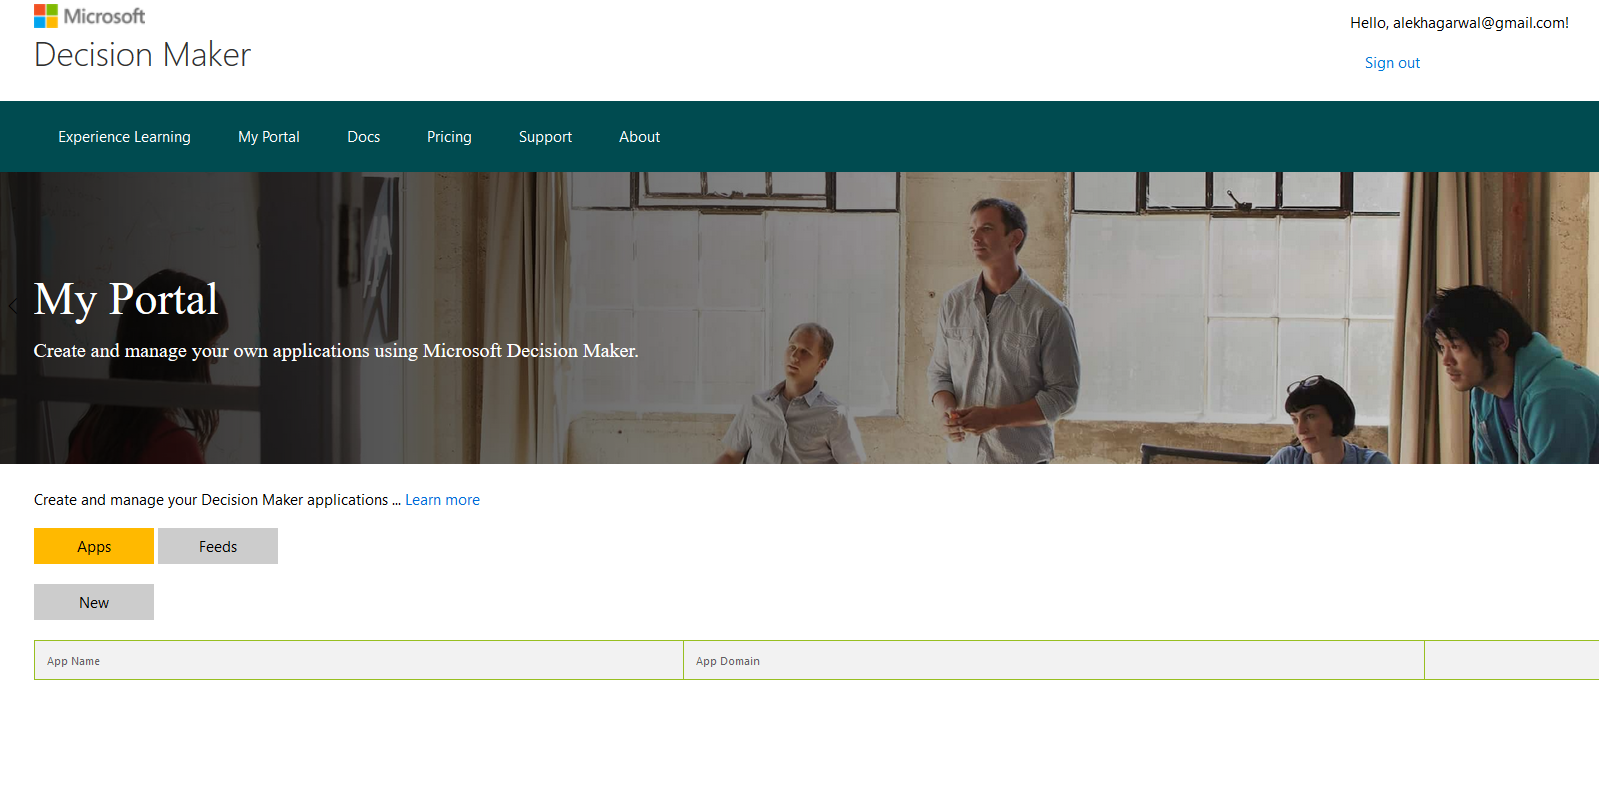 Microsoft
Decision Maker
Hello, alekhagarwal@gmail.com!
Sign out
Experience Learning My Portal Docs Pricing Support About
My Portal
Create and manage your own applications using Microsoft Decision Maker.
Create and manage your Decision Maker applications ... Learn more
Apps Feeds
New
App Name App Domain